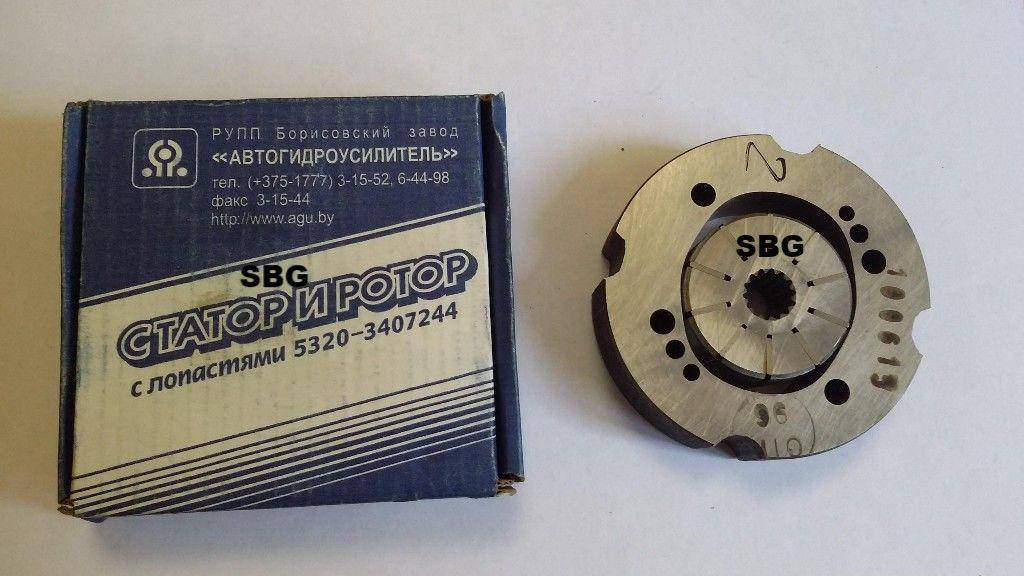 РУПП Борисовский завод
«АВТОГИДРОУСИЛИТЕЛЬ»
тел. (+375-1777) 3-15-52, 6-44-98
факс 3-15-44
http://www.agu.by
SBG
СТАТОР И РОТОР
с лопастями 5320-3407244
N
SBG
100619
96